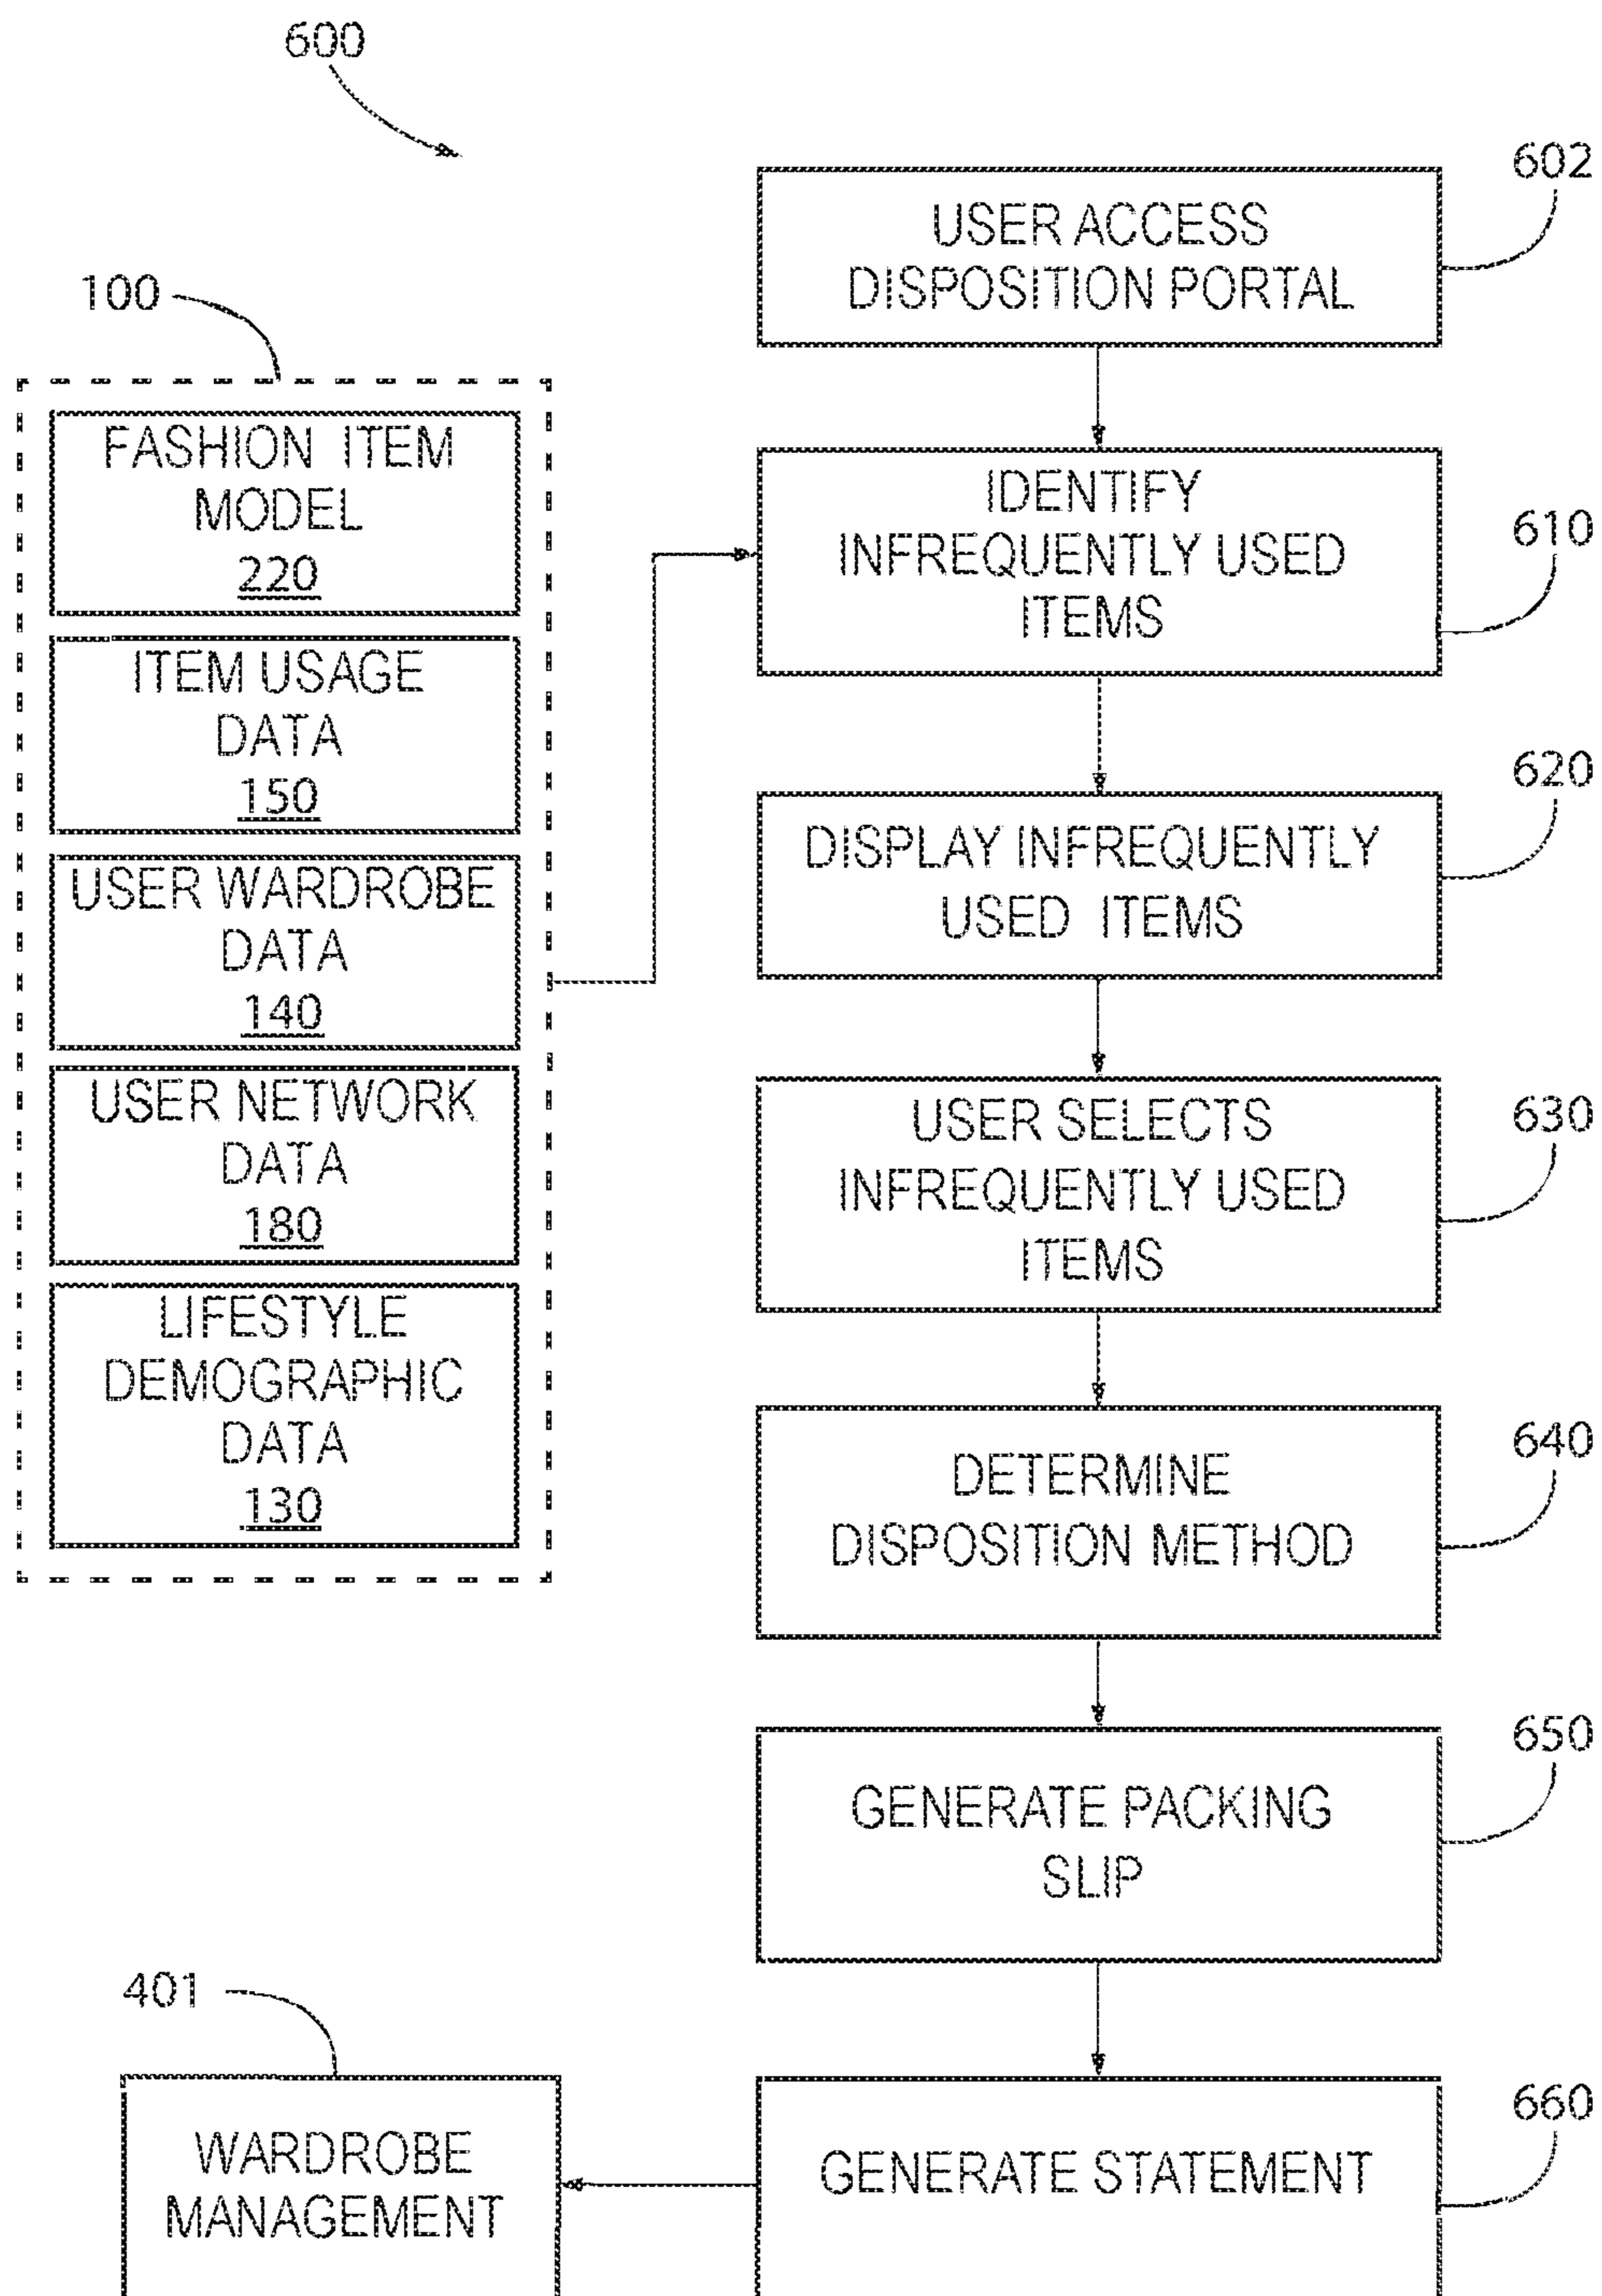 600
602
USER ACCESS
DISPOSITION PORTAL
100
FASHION ITEM
MODEL
220
ITEM USAGE
DATA
150
USER WARDROBE
DATA
140
USER NETWORK
DATA
180
LIFESTYLE
DEMOGRAPHIC
DATA
130
IDENTIFY
INFREQUENTLY USED
ITEMS
610
DISPLAY INFREQUENTLY
USED ITEMS
620
USER SELECTS
INFREQUENTLY USED
ITEMS
630
DETERMINE
DISPOSITION METHOD
640
GENERATE PACKING
SLIP
650
GENERATE STATEMENT
660
401
WARDROBE
MANAGEMENT